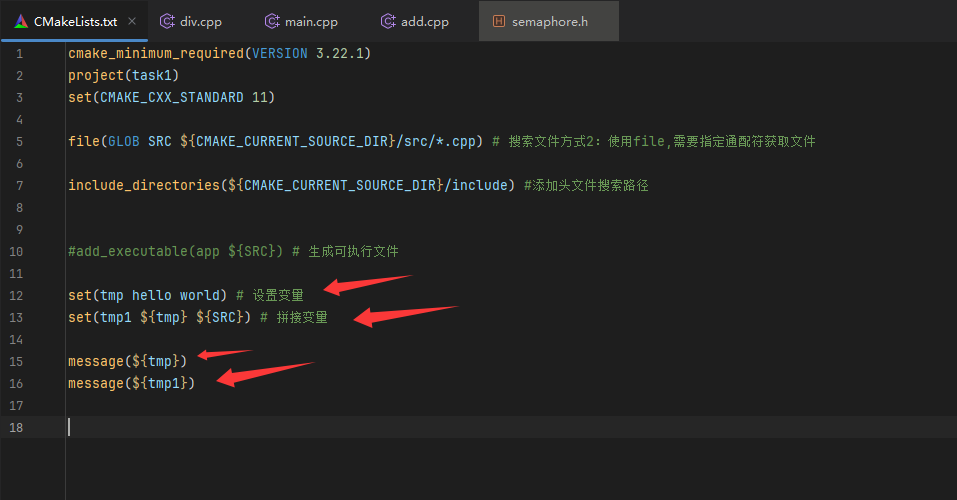 CMakeLists.txt × div.cpp main.cpp add.cpp H semaphore.h
1 cmake_minimum_required(VERSION 3.22.1)
2 project(task1)
3 set(CMAKE_CXX_STANDARD 11)
4
5 file(GLOB SRC ${CMAKE_CURRENT_SOURCE_DIR}/src/*.cpp) # 搜索文件方式2：使用file,需要指定通配符获取文件
6
7 include_directories(${CMAKE_CURRENT_SOURCE_DIR}/include) #添加头文件搜索路径
8
9
10 #add_executable(app ${SRC}) # 生成可执行文件
11
12 set(tmp hello world) # 设置变量
13 set(tmp1 ${tmp} ${SRC}) # 拼接变量
14
15 message(${tmp})
16 message(${tmp1})
17
18